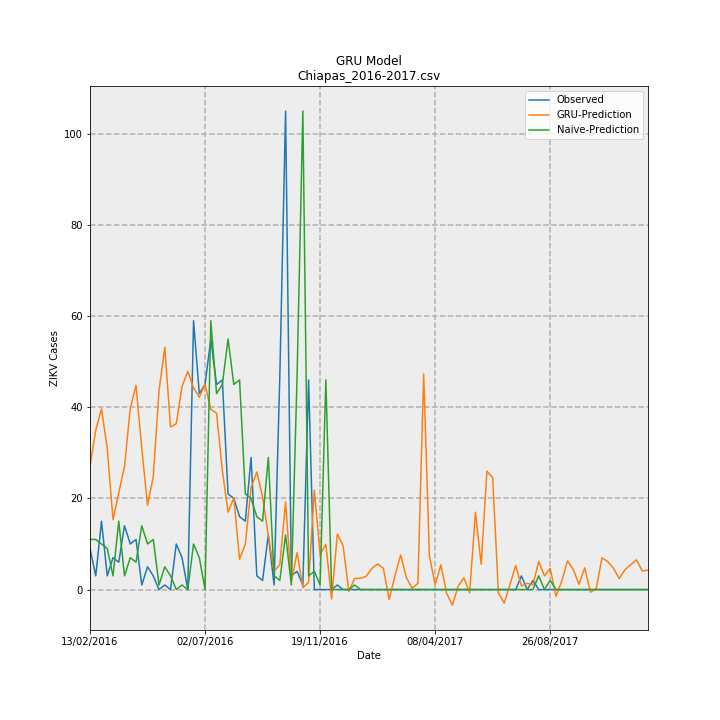 GRU Model
Chiapas_2016-2017.csv
Observed
GRU-Prediction
Naive-Prediction
ZIKV Cases
100
80
60
40
20
0
13/02/2016 02/07/2016 19/11/2016 08/04/2017 26/08/2017
Date